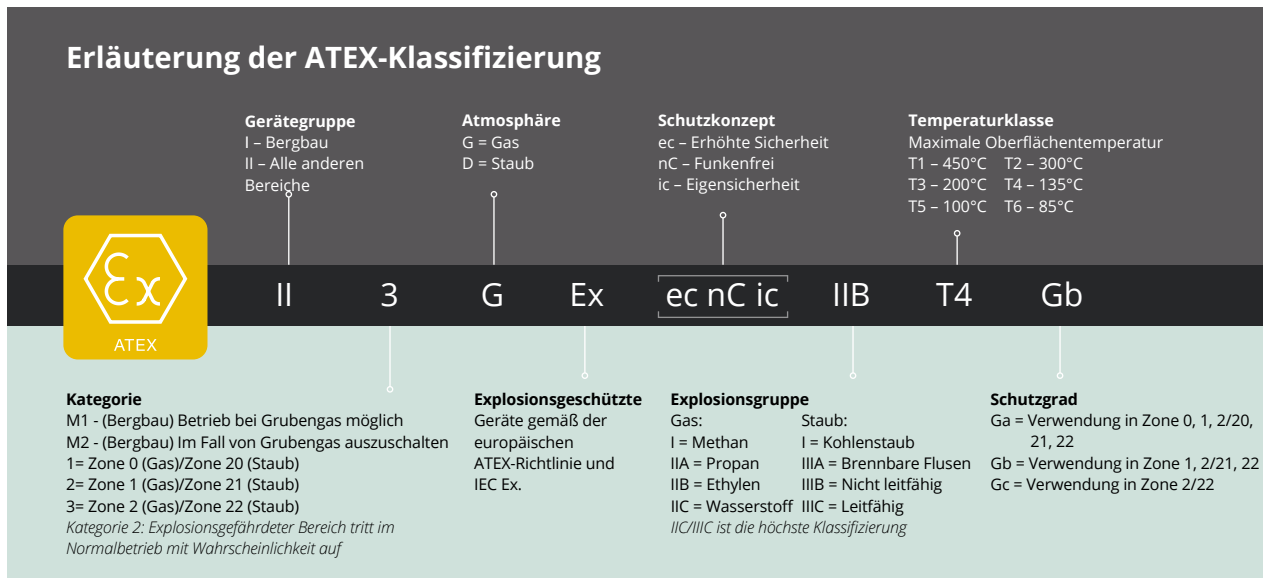 Erläuterung der ATEX-Klassifizierung
Gerätegruppe
I – Bergbau
II – Alle anderen
Bereiche
Atmosphäre
G = Gas
D = Staub
Schutzkonzept
ec – Erhöhte Sicherheit
nC – Funkenfrei
ic – Eigensicherheit
Temperaturklasse
Maximale Oberflächentemperatur
T1 – 450°C T2 – 300°C
T3 – 200°C T4 – 135°C
T5 – 100°C T6 – 85°C
Ex
ATEX
II 3 G Ex ec nC ic IIB T4 Gb
Kategorie
M1 - (Bergbau) Betrieb bei Grubengas möglich
M2 - (Bergbau) Im Fall von Grubengas auszuschalten
1= Zone 0 (Gas)/Zone 20 (Staub)
2= Zone 1 (Gas)/Zone 21 (Staub)
3= Zone 2 (Gas)/Zone 22 (Staub)
Kategorie 2: Explosionsgefährdeter Bereich tritt im
Normalbetrieb mit Wahrscheinlichkeit auf
Explosionsgeschützte
Geräte gemäß der
europäischen
ATEX-Richtlinie und
IEC Ex.
Explosionsgruppe
Gas: Staub:
I = Methan I = Kohlenstaub
IIA = Propan IIIA = Brennbare Flusen
IIB = Ethylen IIIB = Nicht leitfähig
IIC = Wasserstoff IIIC = Leitfähig
IIC/IIIC ist die höchste Klassifizierung
Schutzgrad
Ga = Verwendung in Zone 0, 1, 2/20,
21, 22
Gb = Verwendung in Zone 1, 2/21, 22
Gc = Verwendung in Zone 2/22